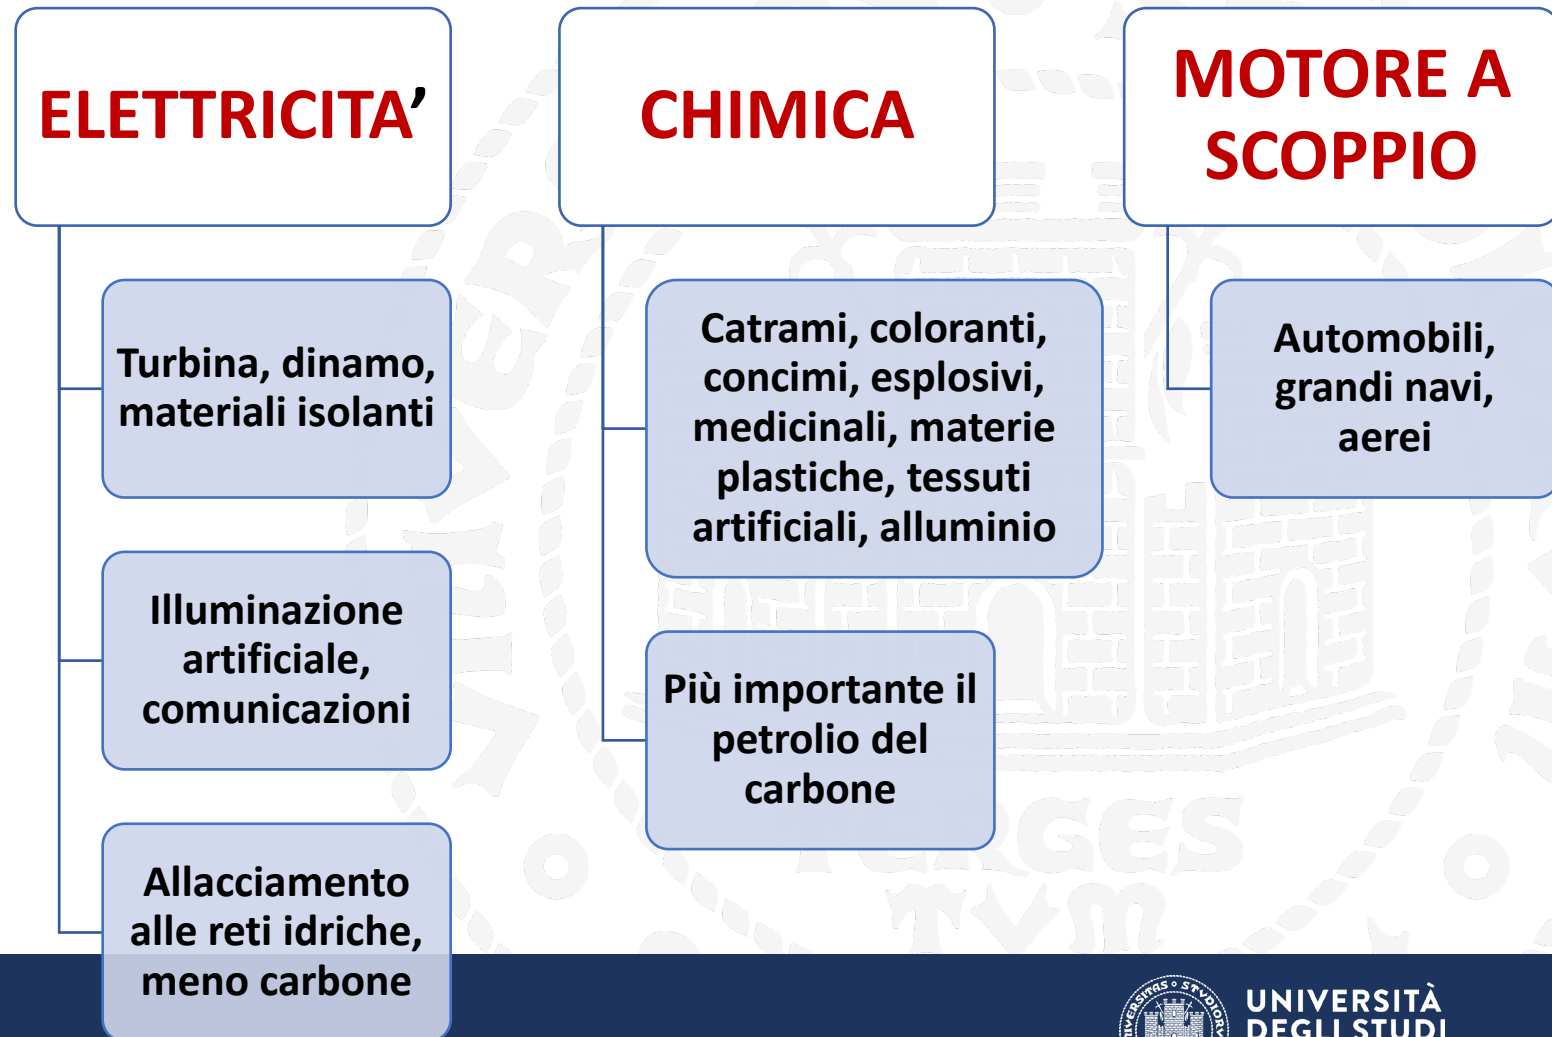 ELETTRICITA’
Turbina, dinamo,
materiali isolanti
Illuminazione
artificiale,
comunicazioni
Allacciamento
alle reti idriche,
meno carbone
CHIMICA
Catrami, coloranti,
concimi, esplosivi,
medicinali, materie
plastiche, tessuti
artificiali, alluminio
Più importante il
petrolio del
carbone
MOTORE A
SCOPPIO
Automobili,
grandi navi,
aerei
UNIVERSITÀ
DEGLI STUDI